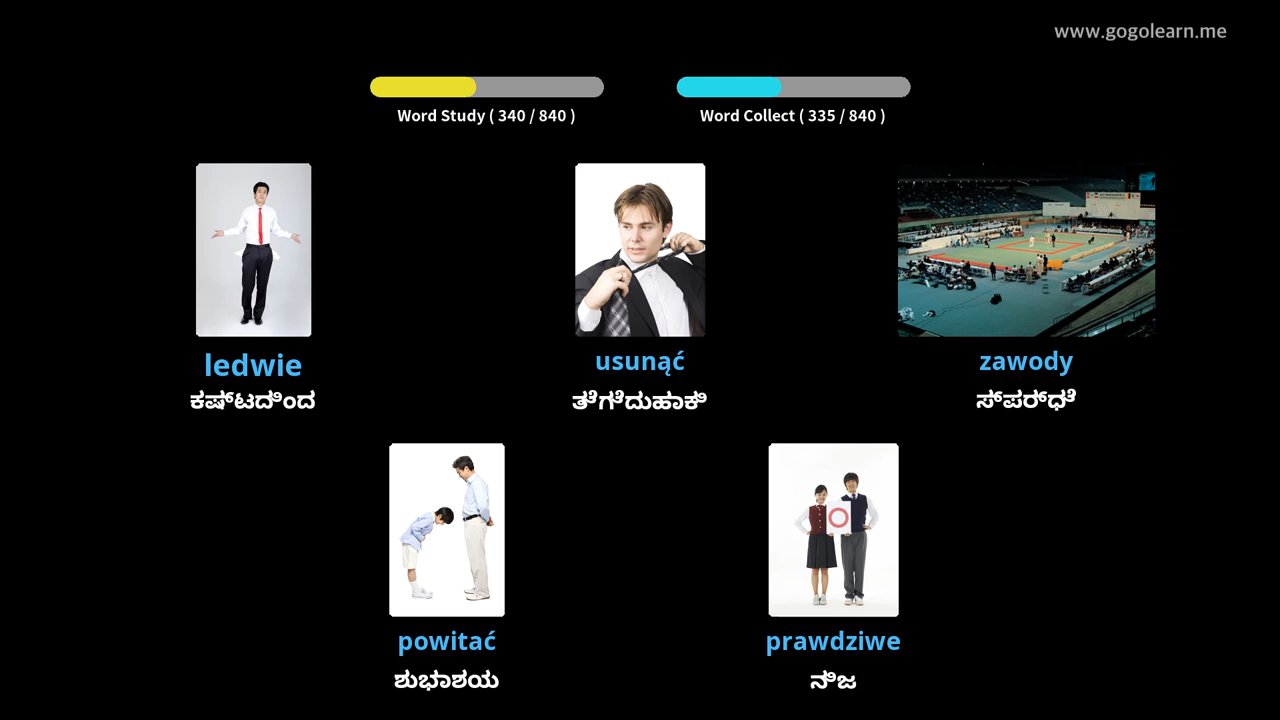 www.gogolearn.me
Word Study ( 340 / 840 )
Word Collect ( 335 / 840 )
ledwie
ಕಷ್ಟದಿಂದ
usunąć
ತೆಗೆದುಹಾಕಿ
zawody
ಸ್ಪರ್ಧೆ
powitać
ಶುಭಾಶಯ
prawdziwe
ನಿಜ